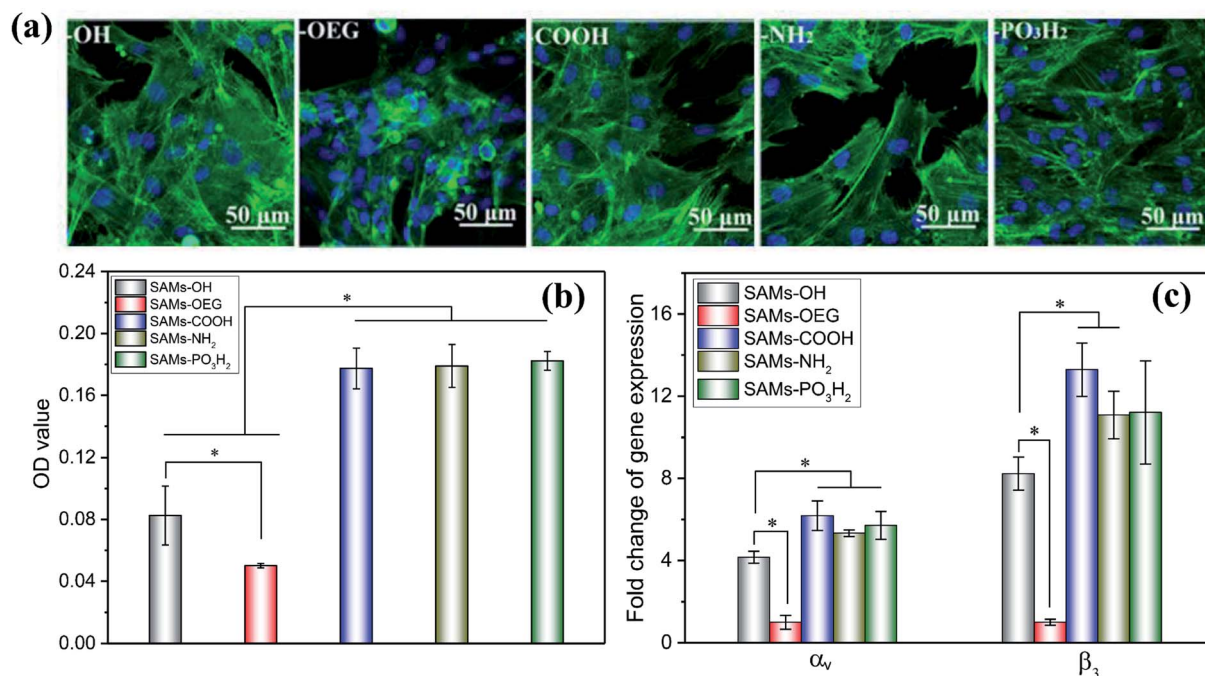 (a)
-OH
-OEG
-COOH
-NH₂
-PO₃H₂
50 µm
50 µm
50 µm
50 µm
50 µm
(b)
OD value
0.24
0.20
0.16
0.12
0.08
0.04
0.00
SAMs-OH
SAMs-OEG
SAMs-COOH
SAMs-NH₂
SAMs-PO₃H₂
*
*
(c)
Fold change of gene expression
16
12
8
4
0
SAMs-OH
SAMs-OEG
SAMs-COOH
SAMs-NH₂
SAMs-PO₃H₂
*
*
*
*
αᵥ
β₃